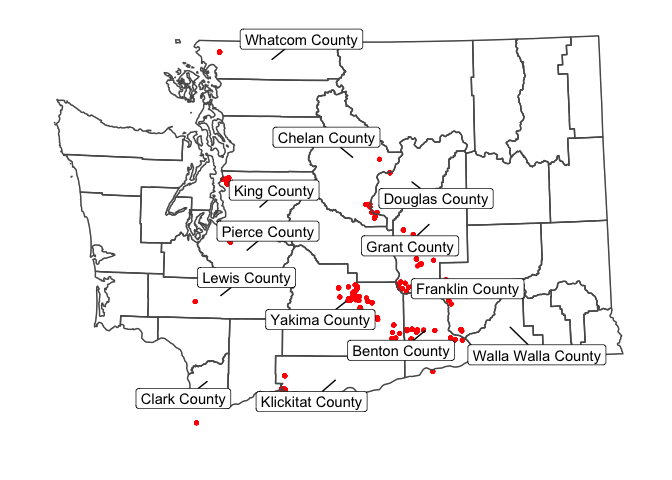 Whatcom County
Chelan County
King County
Douglas County
Pierce County
Grant County
Lewis County
Franklin County
Yakima County
Benton County
Walla Walla County
Clark County
Klickitat County